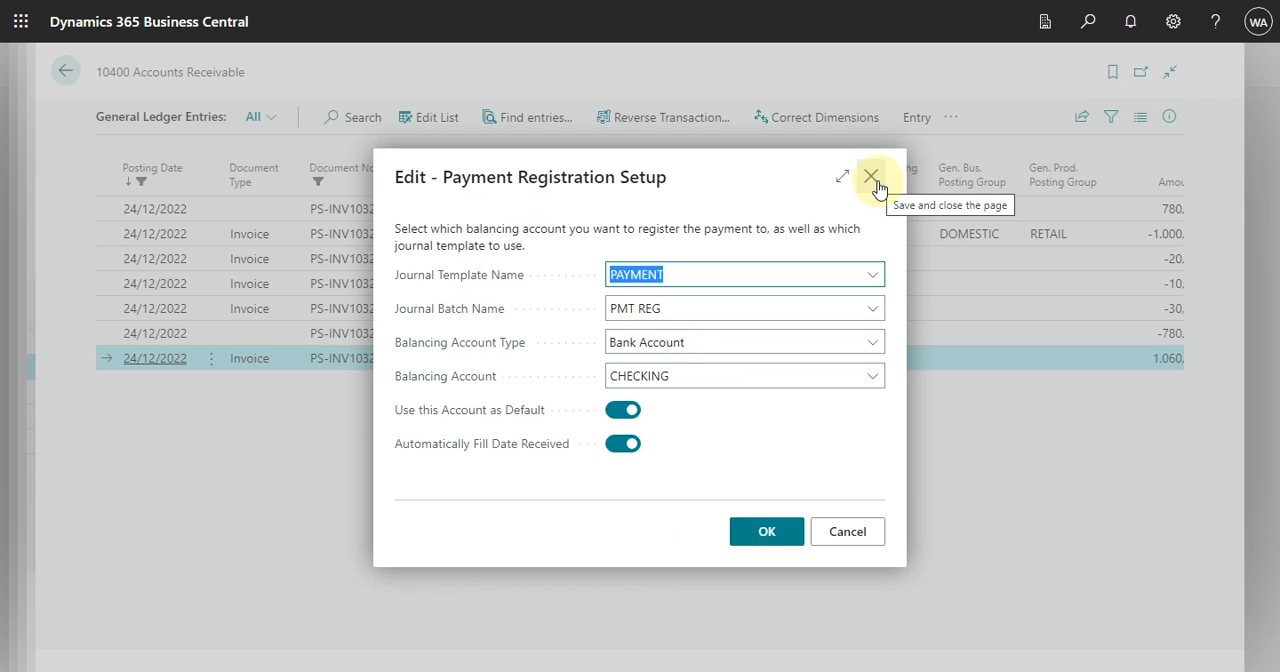 Dynamics 365 Business Central
WA
10400 Accounts Receivable
General Ledger Entries: All Search Edit List Find entries... Reverse Transaction... Correct Dimensions Entry ...
Posting Date
Document Type
Document No
Gen. Bus. Posting Group
Gen. Prod. Posting Group
24/12/2022 PS-INV1032 780,
24/12/2022 Invoice PS-INV1032 DOMESTIC RETAIL -1.000,
24/12/2022 Invoice PS-INV1032 -20,
24/12/2022 Invoice PS-INV1032 -10,
24/12/2022 Invoice PS-INV1032 -30,
24/12/2022 PS-INV1032 -780,
24/12/2022 Invoice PS-INV1032 1.060,
Edit - Payment Registration Setup
Save and close the page
Select which balancing account you want to register the payment to, as well as which
journal template to use.
Journal Template Name PAYMENT
Journal Batch Name PMT REG
Balancing Account Type Bank Account
Balancing Account CHECKING
Use this Account as Default
Automatically Fill Date Received
OK Cancel